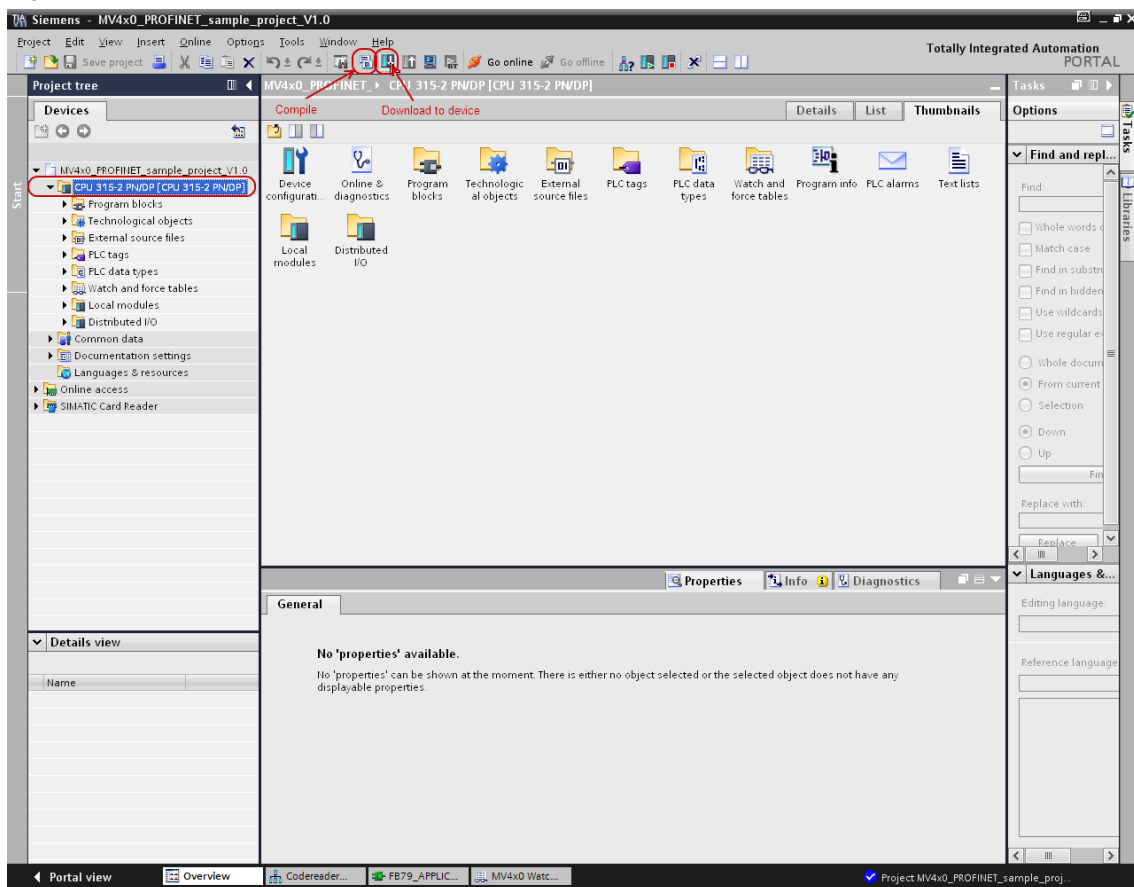 Siemens - MV4x0_PROFINET_sample_project_V1.0
Project Edit View Insert Online Options Tools Window Help
Save project Go online Go offline
Totally Integrated Automation
PORTAL
Project tree
MV4x0_PROFINET_ CPU 315-2 PN/DP [CPU 315-2 PN/DP]
Tasks
Devices
Compile Download to device
Details List Thumbnails
Options
Start
MV4x0_PROFINET_sample_project_V1.0
CPU 315-2 PN/DP [CPU 315-2 PN/DP]
Program blocks
Technological objects
External source files
PLC tags
PLC data types
Watch and force tables
Local modules
Distributed I/O
Common data
Documentation settings
Languages & resources
Online access
SIMATIC Card Reader
Device configurati...
Online & diagnostics
Program blocks
Technologic al objects
External source files
PLC tags
PLC data types
Watch and force tables
Program info
PLC alarms
Text lists
Local modules
Distributed I/O
Find and repl...
Find:
Whole words
Match case
Find in substr
Find in hidden
Use wildcards
Use regular
Whole docum
From current
Selection
Down
Up
Fin
Replace with:
Replace
Languages &...
Editing language:
Reference language
Tasks
Libraries
Properties Info Diagnostics
General
No 'properties' available.
No 'properties' can be shown at the moment. There is either no object selected or the selected object does not have any
displayable properties.
Details view
Name
Portal view Overview Codereader... FB79_APPLIC... MV4x0 Watc... Project MV4x0_PROFINET_sample_proj...